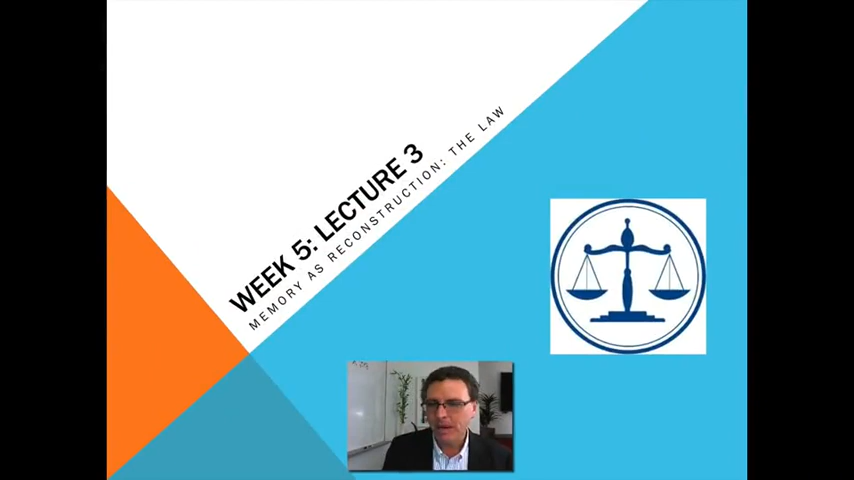 WEEK 5: LECTURE 3
MEMORY AS RECONSTRUCTION: THE LAW